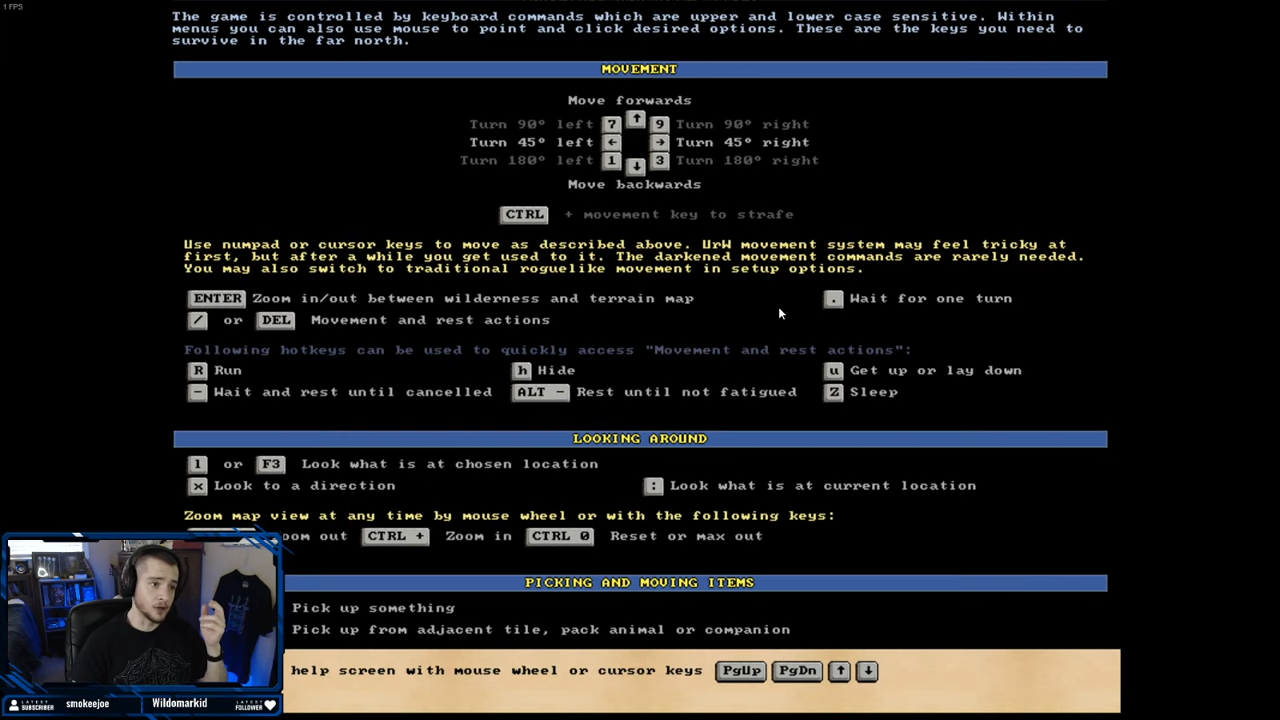 1 FPS
The game is controlled by keyboard commands which are upper and lower case sensitive. Within
menus you can also use mouse to point and click desired options. These are the keys you need to
survive in the far north.
MOVEMENT
Move forwards
Turn 90° left 7 ↑ 9 Turn 90° right
Turn 45° left ← → Turn 45° right
Turn 180° left 1 ↓ 3 Turn 180° right
Move backwards
CTRL + movement key to strafe
Use numpad or cursor keys to move as described above. UrW movement system may feel tricky at
first, but after a while you get used to it. The darkened movement commands are rarely needed.
You may also switch to traditional roguelike movement in setup options.
ENTER Zoom in/out between wilderness and terrain map . Wait for one turn
/ or DEL Movement and rest actions
Following hotkeys can be used to quickly access "Movement and rest actions":
R Run h Hide u Get up or lay down
- Wait and rest until cancelled ALT - Rest until not fatigued Z Sleep
LOOKING AROUND
l or F3 Look what is at chosen location
x Look to a direction : Look what is at current location
Zoom map view at any time by mouse wheel or with the following keys:
oom out CTRL + Zoom in CTRL 0 Reset or max out
PICKING AND MOVING ITEMS
Pick up something
Pick up from adjacent tile, pack animal or companion
help screen with mouse wheel or cursor keys PgUp PgDn ↑ ↓
LATEST SUBSCRIBER smokeejoe Wildomarkid LATEST FOLLOWER